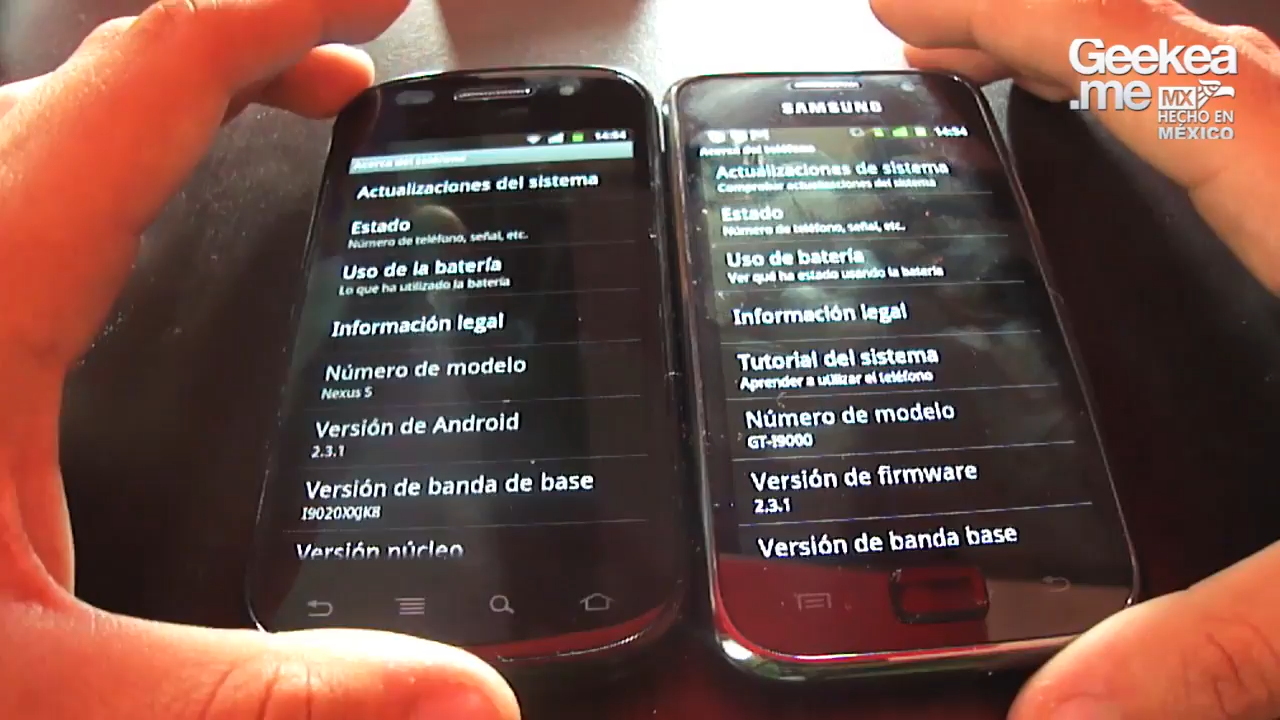 Geekea
.me MX
HECHO EN
MÉXICO
14:54
Acerca del teléfono
Actualizaciones del sistema
Estado
Número de teléfono, señal, etc.
Uso de la batería
Lo que ha utilizado la batería
Información legal
Número de modelo
Nexus S
Versión de Android
2.3.1
Versión de banda de base
I9020XXJK8
Versión núcleo
SAMSUNG
14:54
Acerca del teléfono
Actualizaciones de sistema
Comprobar actualizaciones del sistema
Estado
Número de teléfono, señal, etc.
Uso de batería
Ver qué ha estado usando la batería
Información legal
Tutorial del sistema
Aprender a utilizar el teléfono
Número de modelo
GT-I9000
Versión de firmware
2.3.1
Versión de banda base